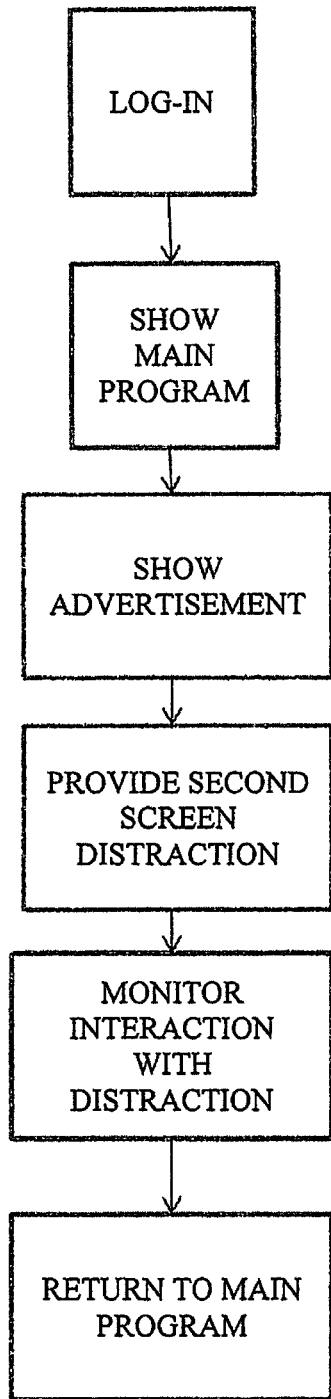 LOG-IN
SHOW
MAIN
PROGRAM
SHOW
ADVERTISEMENT
PROVIDE SECOND
SCREEN
DISTRACTION
MONITOR
INTERACTION
WITH
DISTRACTION
RETURN TO MAIN
PROGRAM